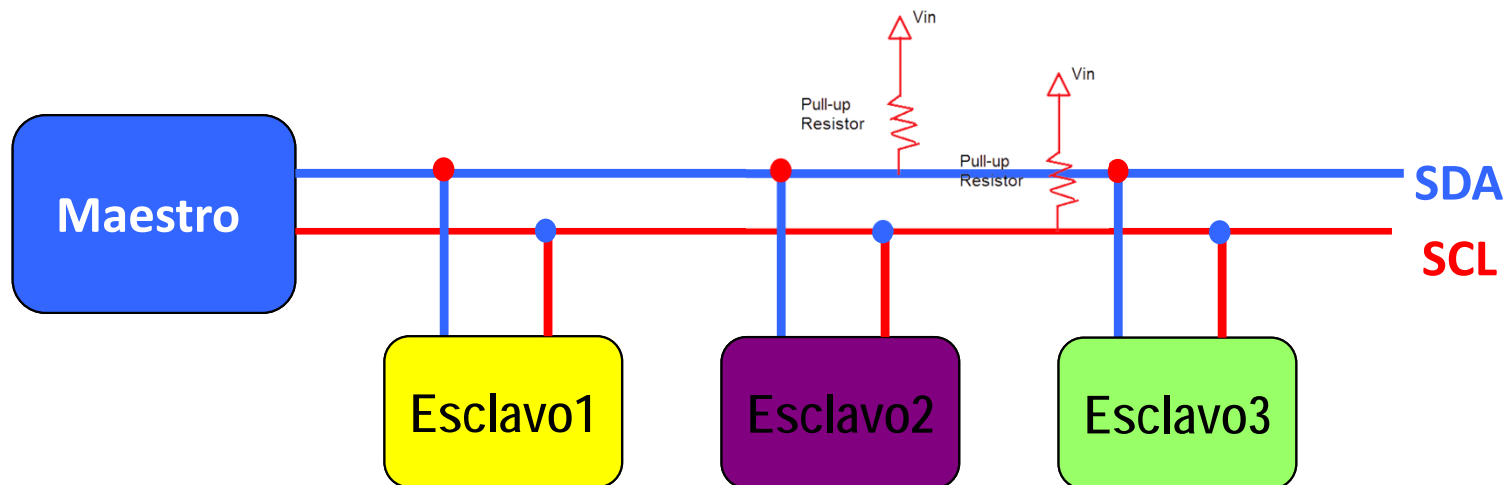 Vin
Vin
Pull-up
Resistor
Pull-up
Resistor
Maestro
SDA
SCL
Esclavo1
Esclavo2
Esclavo3